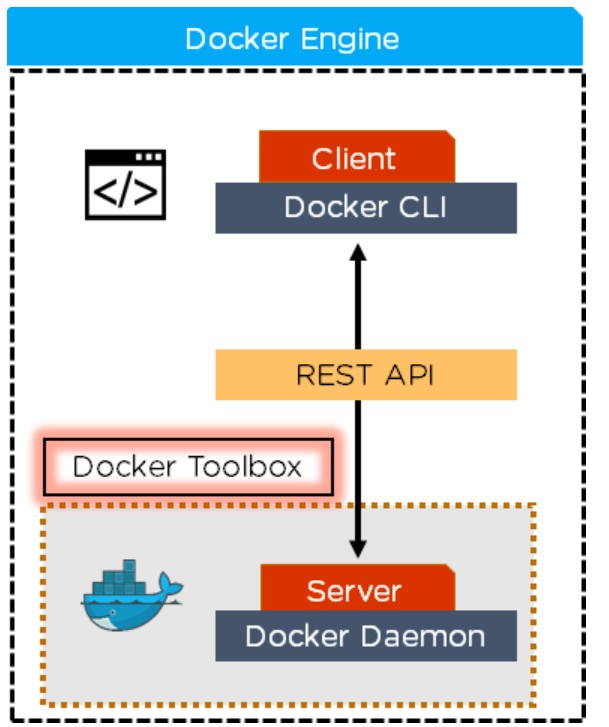 Docker Engine
Client
Docker CLI
</>
REST API
Docker Toolbox
Server
Docker Daemon